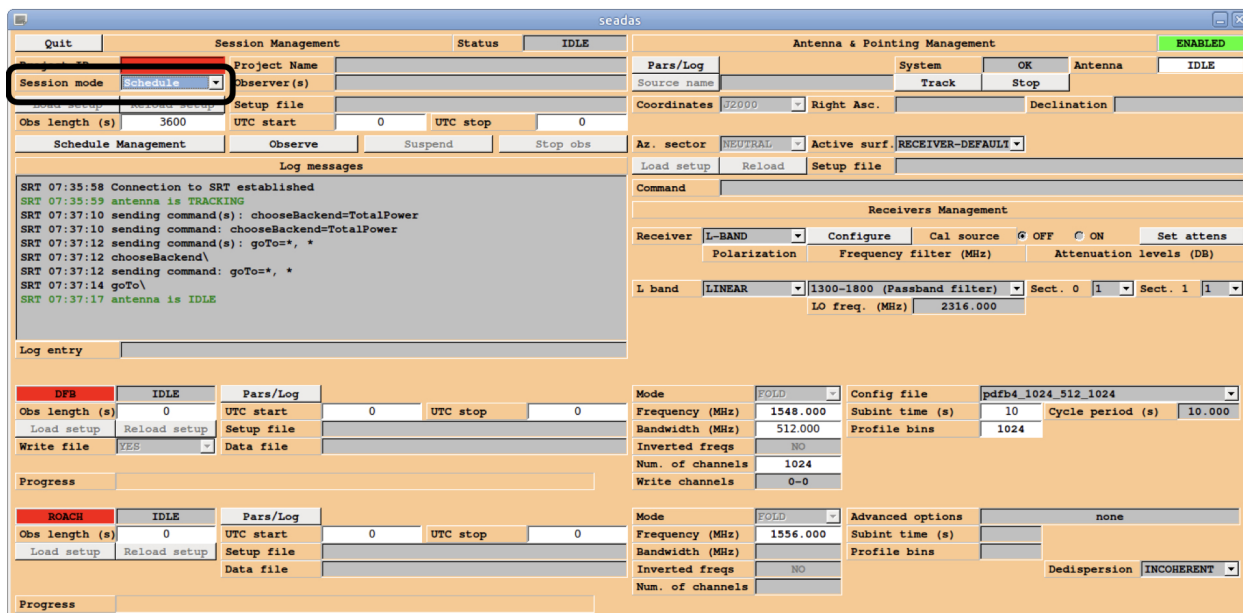 seadas
Quit Session Management Status IDLE Antenna & Pointing Management ENABLED
Project ID Project Name Pars/Log System OK Antenna IDLE
Session mode Schedule Observer(s) Source name Track Stop
Load setup Reload setup Setup file Coordinates J2000 Right Asc. Declination
Obs length (s) 3600 UTC start 0 UTC stop 0
Schedule Management Observe Suspend Stop obs Az. sector NEUTRAL Active surf. RECEIVER-DEFAULT
Log messages Load setup Reload Setup file
SRT 07:35:58 Connection to SRT established Command
SRT 07:35:59 antenna is TRACKING
SRT 07:37:10 sending command(s): chooseBackend=TotalPower Receivers Management
SRT 07:37:10 sending command: chooseBackend=TotalPower
SRT 07:37:12 sending command(s): goTo=*, * Receiver L-BAND Configure Cal source OFF ON Set attens
SRT 07:37:12 chooseBackend\ Polarization Frequency filter (MHz) Attenuation levels (DB)
SRT 07:37:12 sending command: goTo=*, *
SRT 07:37:14 goTo\ L band LINEAR 1300-1800 (Passband filter) Sect. 0 1 Sect. 1 1
SRT 07:37:17 antenna is IDLE LO freq. (MHz) 2316.000
Log entry
DFB IDLE Pars/Log Mode FOLD Config file pdfb4_1024_512_1024
Obs length (s) 0 UTC start 0 UTC stop 0 Frequency (MHz) 1548.000 Subint time (s) 10 Cycle period (s) 10.000
Load setup Reload setup Setup file Bandwidth (MHz) 512.000 Profile bins 1024
Write file YES Data file Inverted freqs NO
Num. of channels 1024
Progress Write channels 0-0
ROACH IDLE Pars/Log Mode FOLD Advanced options none
Obs length (s) 0 UTC start 0 UTC stop 0 Frequency (MHz) 1556.000 Subint time (s)
Load setup Reload setup Setup file Bandwidth (MHz) Profile bins
Data file Inverted freqs NO Dedispersion INCOHERENT
Num. of channels
Progress